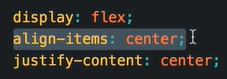 display: flex;
align-items: center;
justify-content: center;